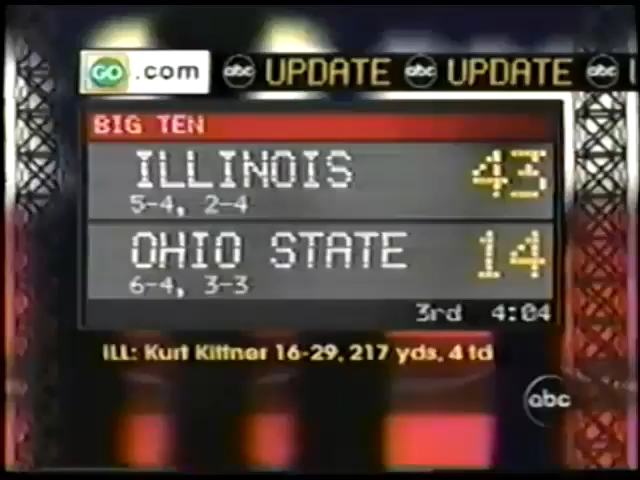 GO.com abc UPDATE abc UPDATE abc U
BIG TEN
ILLINOIS 43
5-4, 2-4
OHIO STATE 14
6-4, 3-3
3rd 4:04
ILL: Kurt Kittner 16-29, 217 yds, 4 td
abc